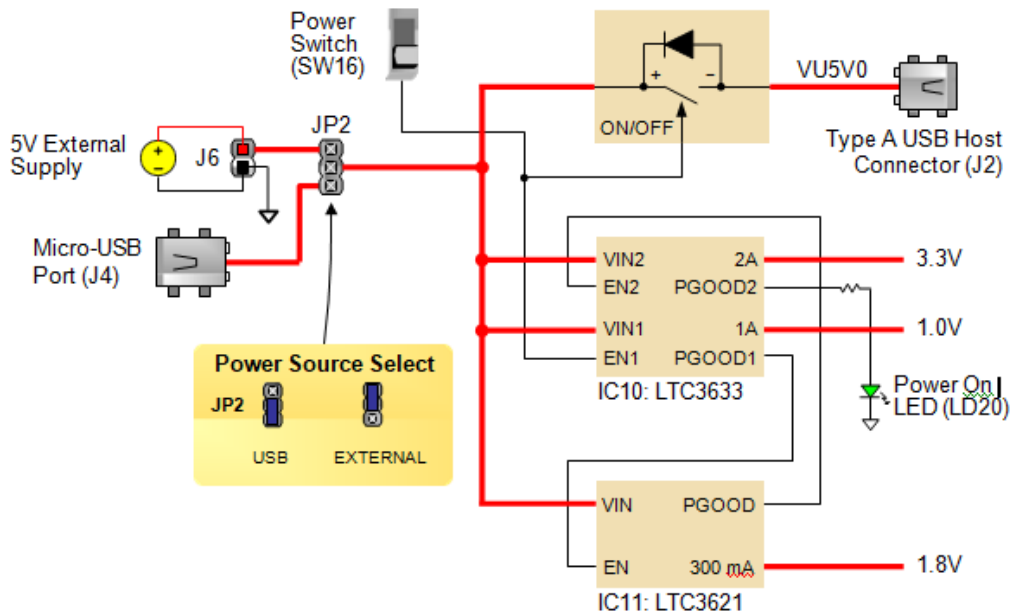 Power
Switch
(SW16)
ON/OFF
VU5V0
Type A USB Host
Connector (J2)
5V External
Supply
J6
JP2
Micro-USB
Port (J4)
Power Source Select
JP2
USB
EXTERNAL
VIN2
2A
3.3V
EN2
PGOOD2
VIN1
1A
1.0V
EN1
PGOOD1
IC10: LTC3633
Power On
LED (LD20)
VIN
PGOOD
EN
300 mA
1.8V
IC11: LTC3621